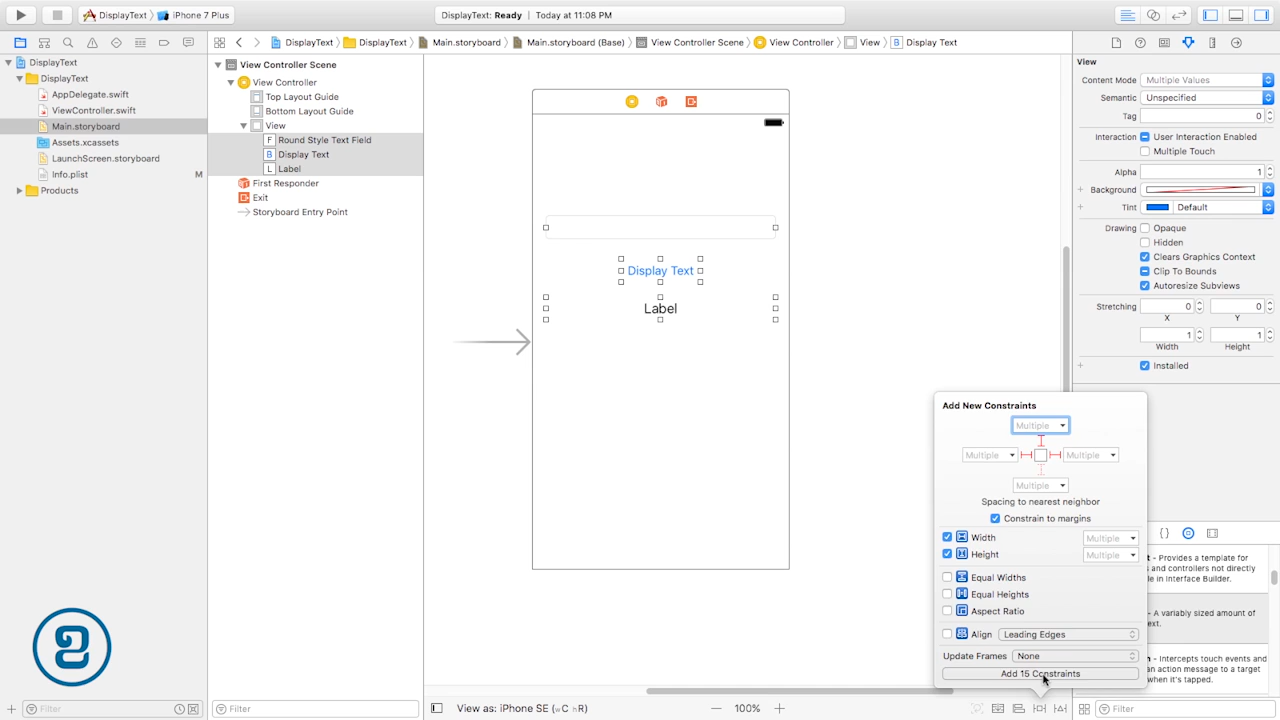 DisplayText
iPhone 7 Plus
DisplayText: Ready
Today at 11:08 PM
DisplayText
DisplayText
Main.storyboard
Main.storyboard (Base)
View Controller Scene
View Controller
View
B Display Text
DisplayText
DisplayText
AppDelegate.swift
ViewController.swift
Main.storyboard
Assets.xcassets
LaunchScreen.storyboard
Info.plist
M
Products
Filter
View Controller Scene
View Controller
Top Layout Guide
Bottom Layout Guide
View
F Round Style Text Field
B Display Text
L Label
First Responder
Exit
Storyboard Entry Point
Filter
Display Text
Label
View as: iPhone SE (wC hR)
100%
Add New Constraints
Multiple
Multiple
Multiple
Multiple
Spacing to nearest neighbor
Constrain to margins
Width Multiple
Height Multiple
Equal Widths
Equal Heights
Aspect Ratio
Align Leading Edges
Update Frames None
Add 15 Constraints
View
Content Mode Multiple Values
Semantic Unspecified
Tag 0
Interaction User Interaction Enabled
Multiple Touch
Alpha 1
Background
Tint Default
Drawing Opaque
Hidden
Clears Graphics Context
Clip To Bounds
Autoresize Subviews
Stretching 0 0
X Y
1 1
Width Height
Installed
{}
t - Provides a template for
s and controllers not directly
le in Interface Builder.
- A variably sized amount of
ext.
n - Intercepts touch events and
an action message to a target
when it's tapped.
Filter